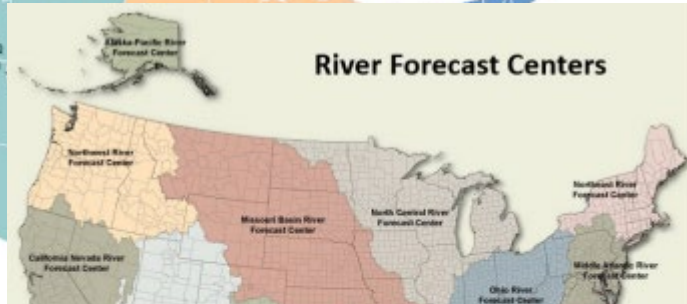 Alaska-Pacific River
Forecast Center
River Forecast Centers
Northwest River
Forecast Center
Northeast River
Forecast Center
Missouri Basin River
Forecast Center
North Central River
Forecast Center
California Nevada River
Forecast Center
Middle Atlantic River
Forecast Center
Ohio River
Forecast Center